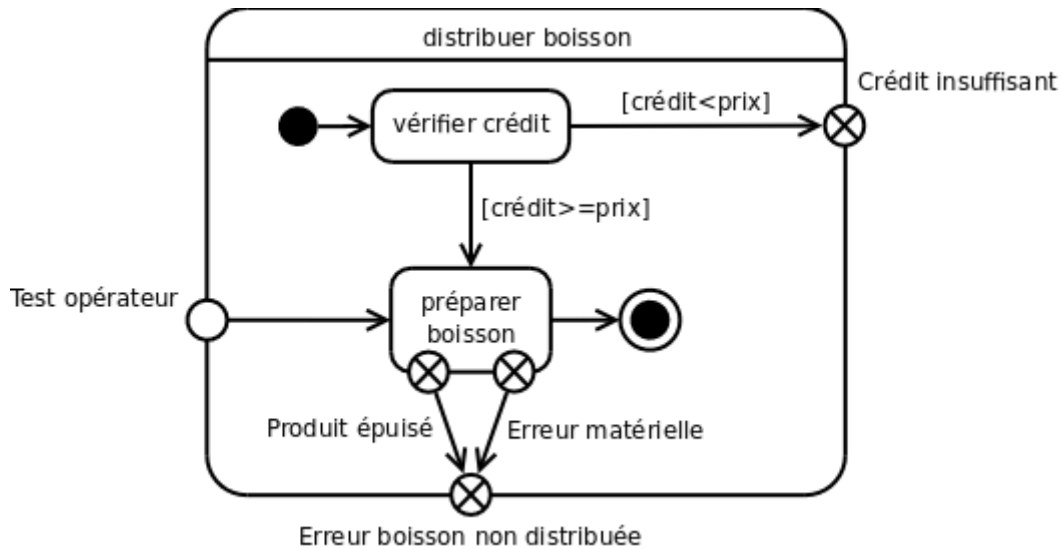 distribuer boisson
Crédit insuffisant
[crédit<prix]
vérifier crédit
[crédit>=prix]
Test opérateur
préparer
boisson
Produit épuisé
Erreur matérielle
Erreur boisson non distribuée